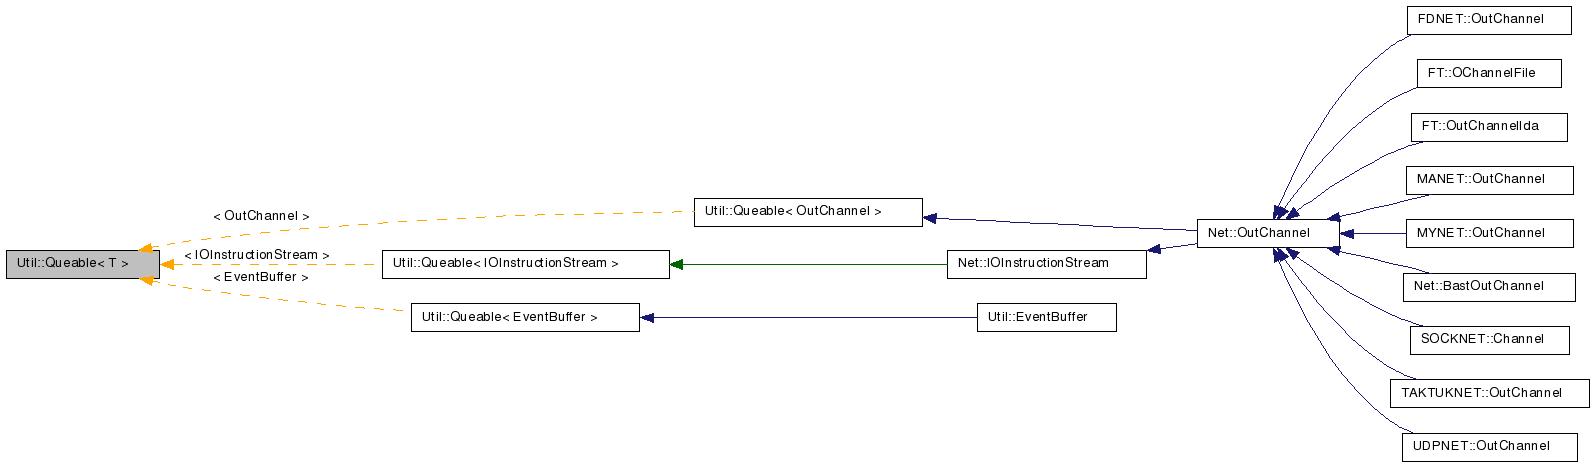 FDNET::OutChannel
FT::OChannelFile
FT::OutChannelIda
MANET::OutChannel
< OutChannel >
Util::Queable< OutChannel >
Net::OutChannel
MYNET::OutChannel
< IOInstructionStream >
Util::Queable< T >
Util::Queable< IOInstructionStream >
Net::IOInstructionStream
< EventBuffer >
Net::BastOutChannel
Util::Queable< EventBuffer >
Util::EventBuffer
SOCKNET::Channel
TAKTUKNET::OutChannel
UDPNET::OutChannel